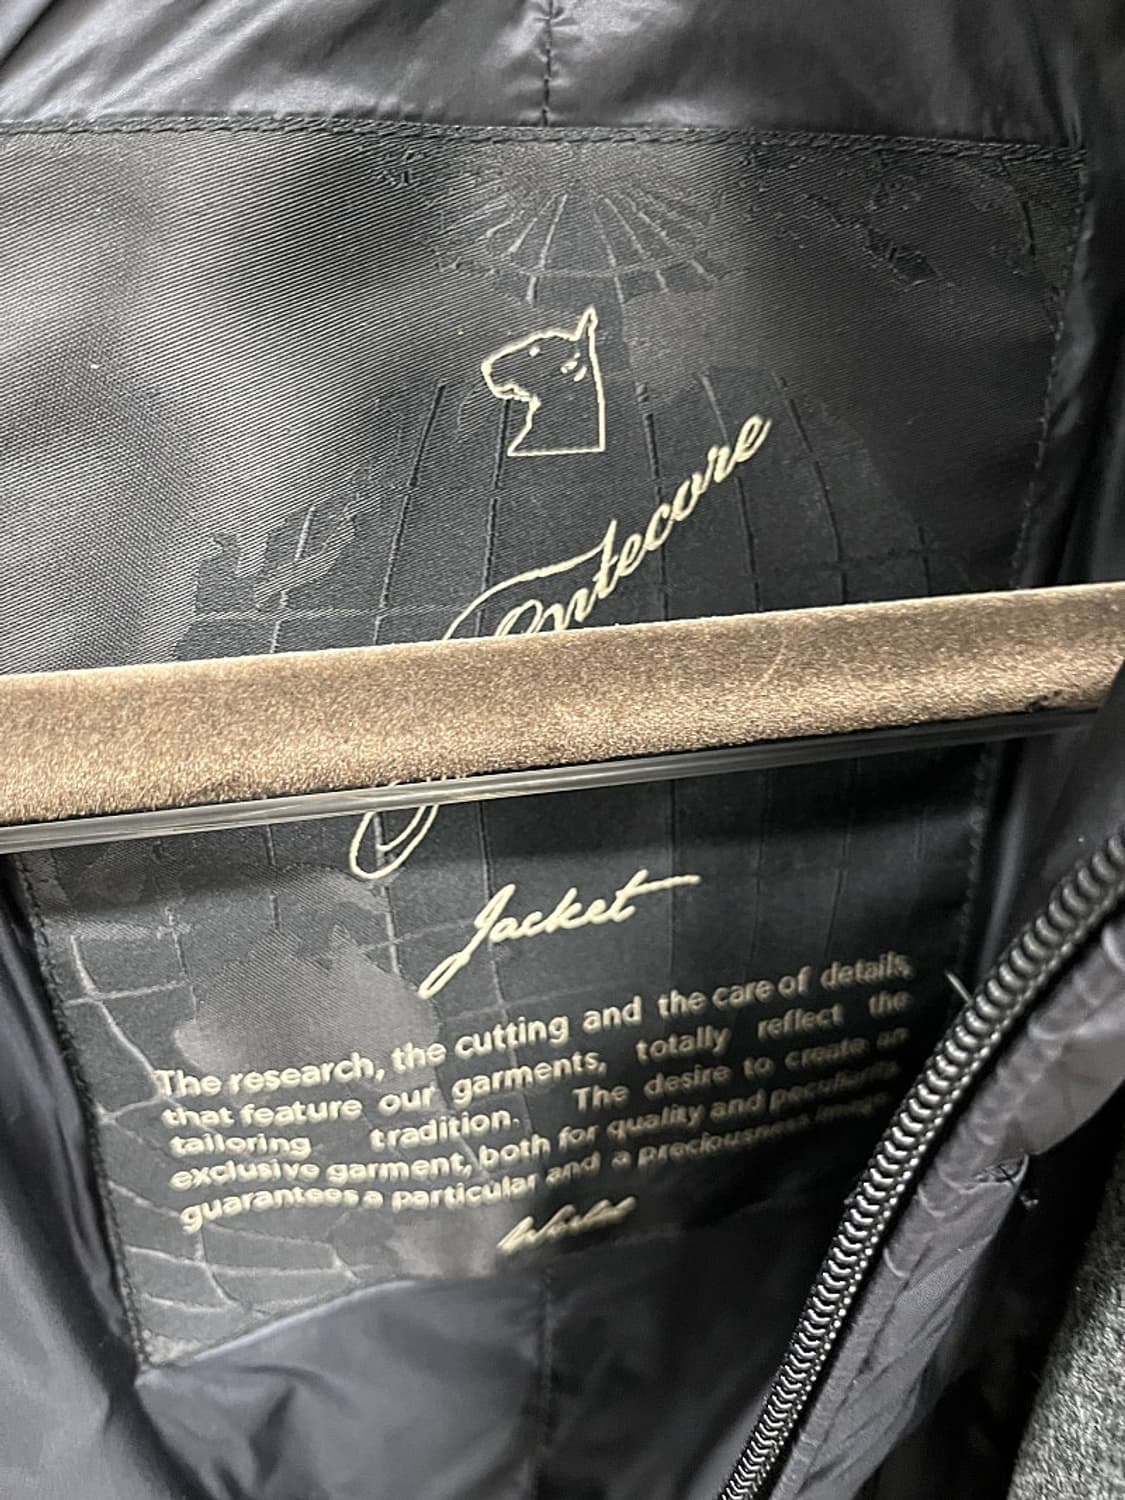 Montecore
Jacket
The research, the cutting and the care of details,
that feature our garments, totally reflect the
tailoring tradition. The desire to create an
exclusive garment, both for quality and
guarantees a particular and a preciousness image.